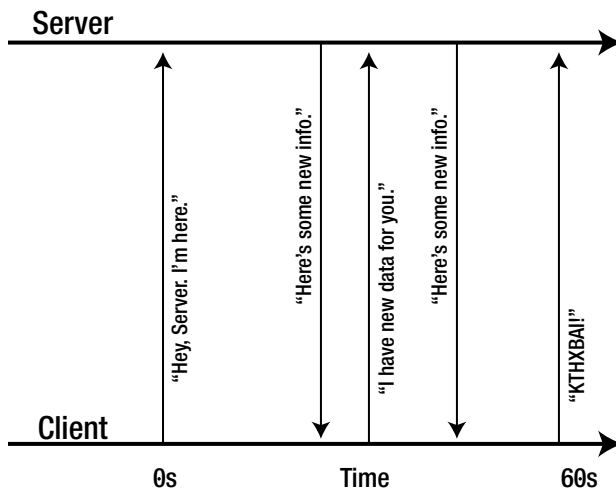 Server
“Hey, Server. I’m here.”
“Here’s some new info.”
“I have new data for you.”
“Here’s some new info.”
“KTHXBAI!”
Client
0s
Time
60s